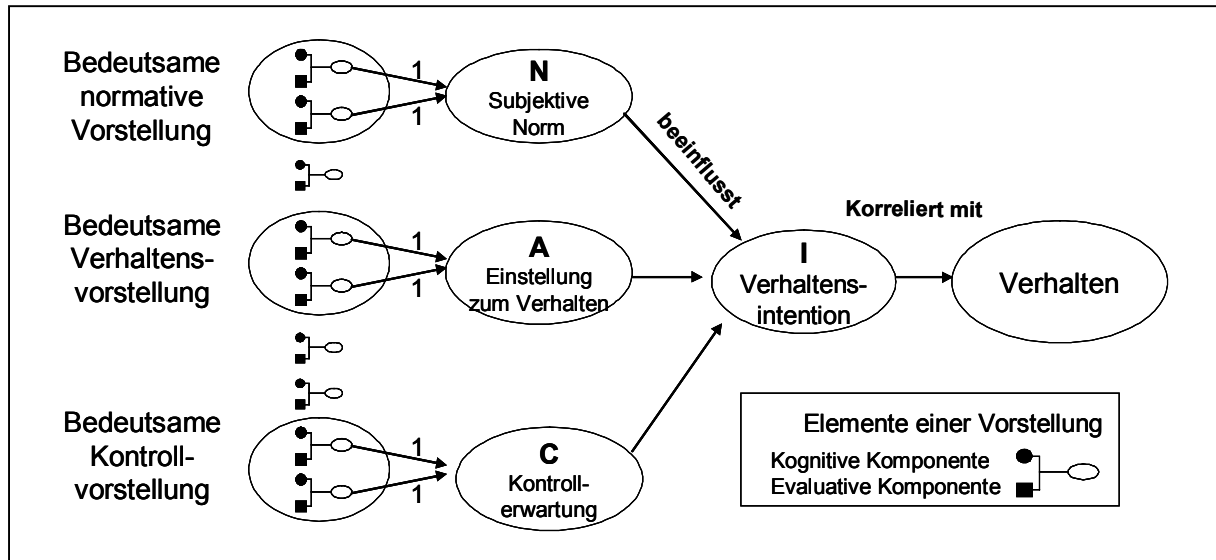 Bedeutsame
normative
Vorstellung
1
1
N
Subjektive
Norm
beeinflusst
Bedeutsame
Verhaltens-
vorstellung
1
1
A
Einstellung
zum Verhalten
Korreliert mit
I
Verhaltens-
intention
Verhalten
Bedeutsame
Kontroll-
vorstellung
1
1
C
Kontroll-
erwartung
Elemente einer Vorstellung
Kognitive Komponente
Evaluative Komponente